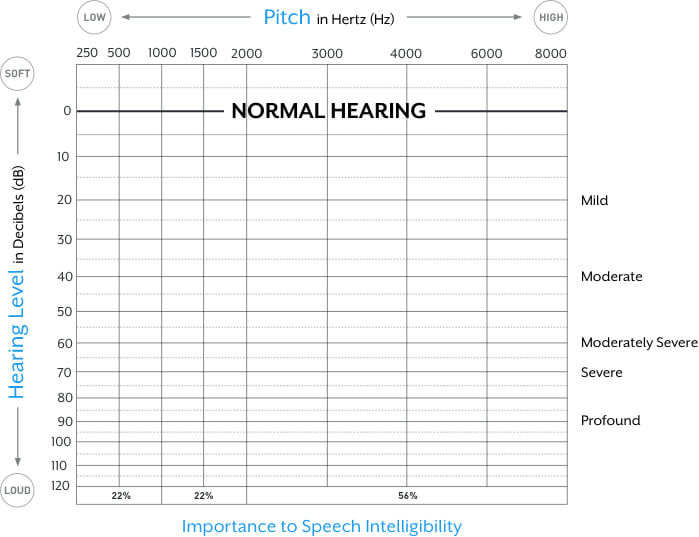 LOW Pitch in Hertz (Hz) HIGH
250 500 1000 1500 2000 3000 4000 6000 8000
SOFT
0 NORMAL HEARING
10
20 Mild
30
40 Moderate
50
60 Moderately Severe
70 Severe
80
90 Profound
100
110
120
Hearing Level in Decibels (dB)
LOUD
22% 22% 56%
Importance to Speech Intelligibility